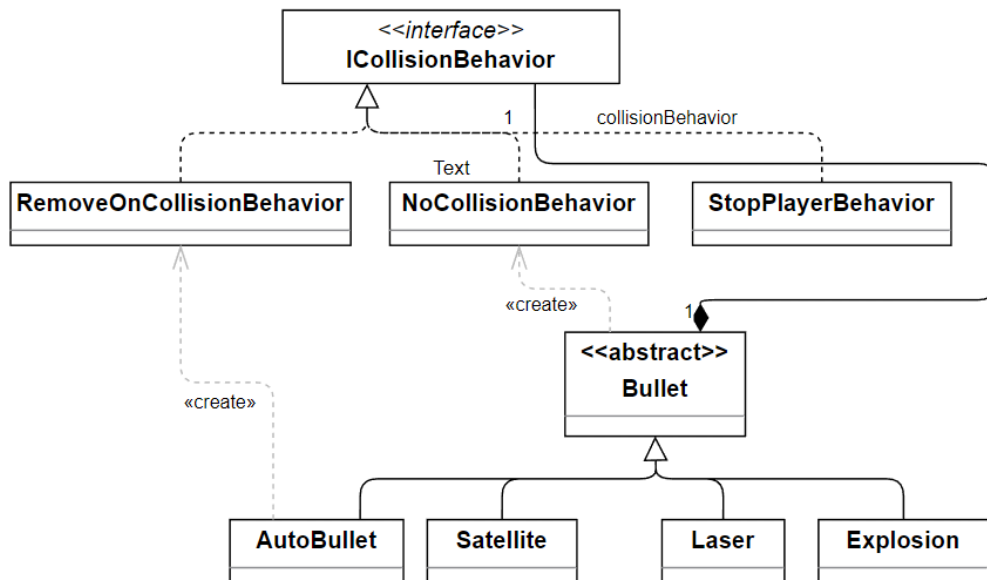 <<interface>>
ICollisionBehavior
1
collisionBehavior
Text
RemoveOnCollisionBehavior
NoCollisionBehavior
StopPlayerBehavior
«create»
1
<<abstract>>
Bullet
«create»
AutoBullet
Satellite
Laser
Explosion